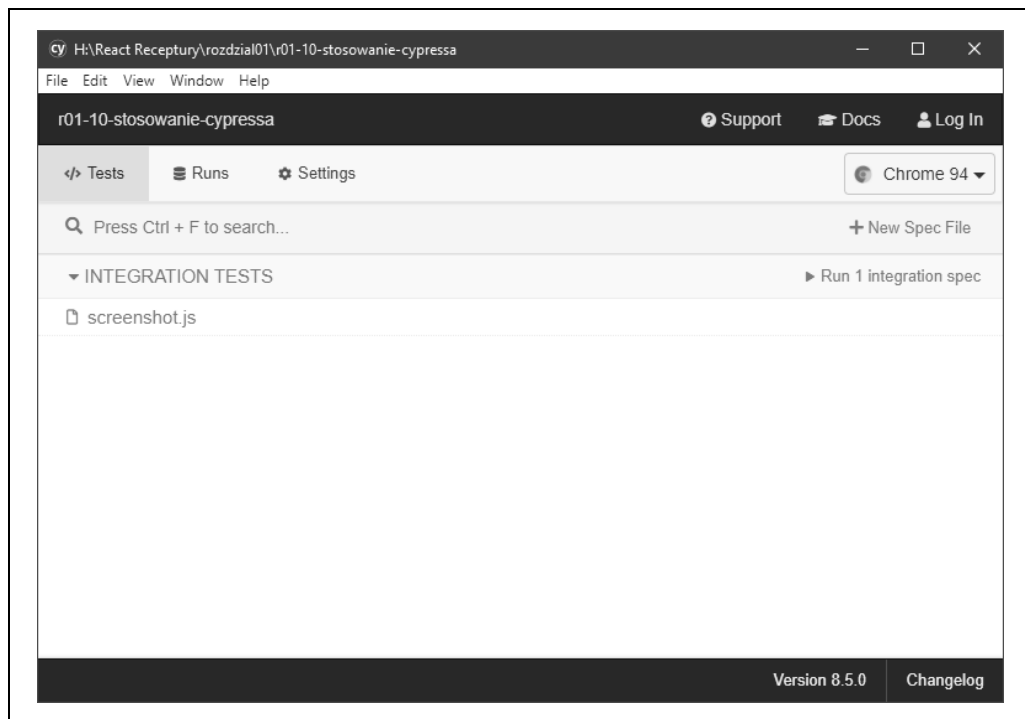 cy H:\React Receptury\rozdzial01\r01-10-stosowanie-cypressa
File Edit View Window Help
r01-10-stosowanie-cypressa Support Docs Log In
</> Tests Runs Settings Chrome 94
Press Ctrl + F to search... New Spec File
INTEGRATION TESTS Run 1 integration spec
screenshot.js
Version 8.5.0 Changelog